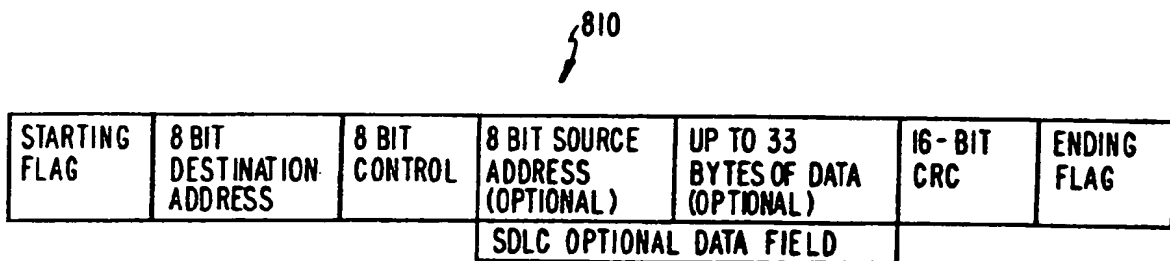 810
STARTING FLAG
8 BIT DESTINATION ADDRESS
8 BIT CONTROL
8 BIT SOURCE ADDRESS (OPTIONAL)
UP TO 33 BYTES OF DATA (OPTIONAL)
16-BIT CRC
ENDING FLAG
SDLC OPTIONAL DATA FIELD